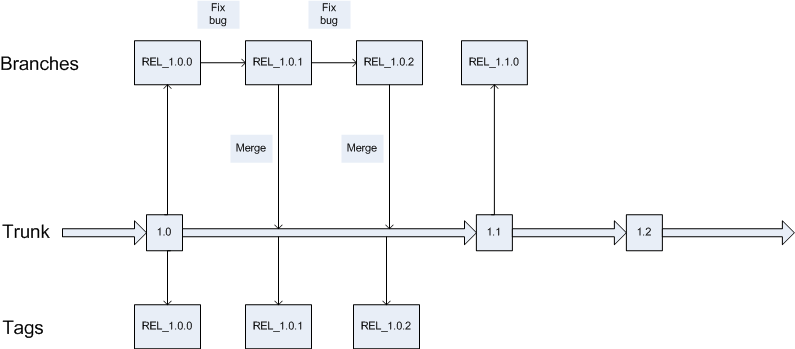 Fix
bug
Fix
bug
Branches
REL_1.0.0
REL_1.0.1
REL_1.0.2
REL_1.1.0
Merge
Merge
Trunk
1.0
1.1
1.2
Tags
REL_1.0.0
REL_1.0.1
REL_1.0.2